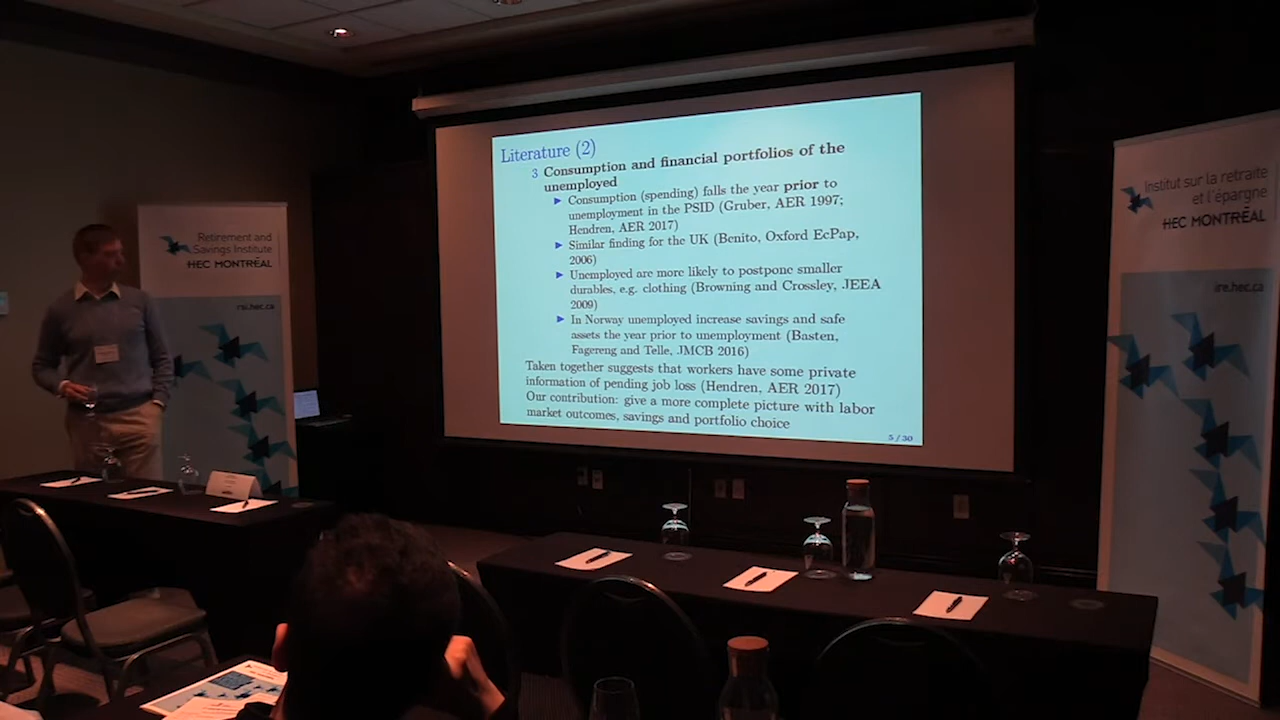 Literature (2)
3 Consumption and financial portfolios of the
unemployed
Consumption (spending) falls the year prior to
unemployment in the PSID (Gruber, AER 1997;
Hendren, AER 2017)
Similar finding for the UK (Benito, Oxford EcPap,
2006)
Unemployed are more likely to postpone smaller
durables, e.g. clothing (Browning and Crossley, JEEA
2009)
In Norway unemployed increase savings and safe
assets the year prior to unemployment (Basten,
Fagereng and Telle, JMCB 2016)
Taken together suggests that workers have some private
information of pending job loss (Hendren, AER 2017)
Our contribution: give a more complete picture with labor
market outcomes, savings and portfolio choice
5 / 30
Retirement and
Savings Institute
HEC MONTRĒAL
rsi.hec.ca
Institut sur la retraite
et l'épargne
HEC MONTRĒAL
ire.hec.ca